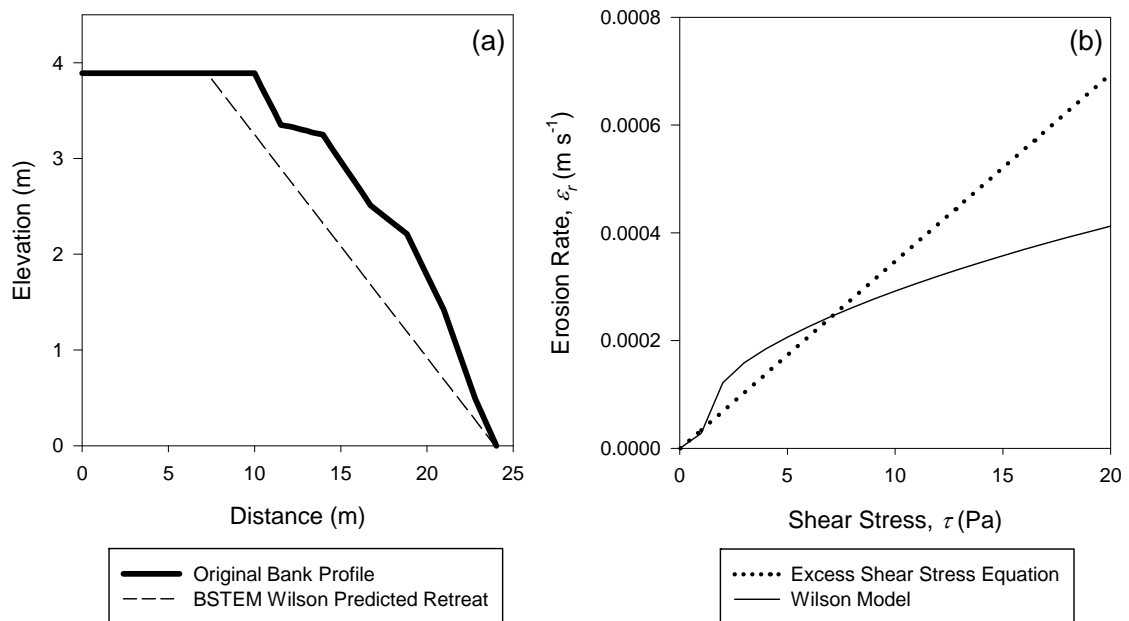 (a)
4
3
2
1
0
Elevation (m)
0 5 10 15 20 25
Distance (m)
Original Bank Profile
BSTEM Wilson Predicted Retreat
(b)
0.0008
0.0006
0.0004
0.0002
0.0000
Erosion Rate, εr (m s-1)
0 5 10 15 20
Shear Stress, τ (Pa)
Excess Shear Stress Equation
Wilson Model